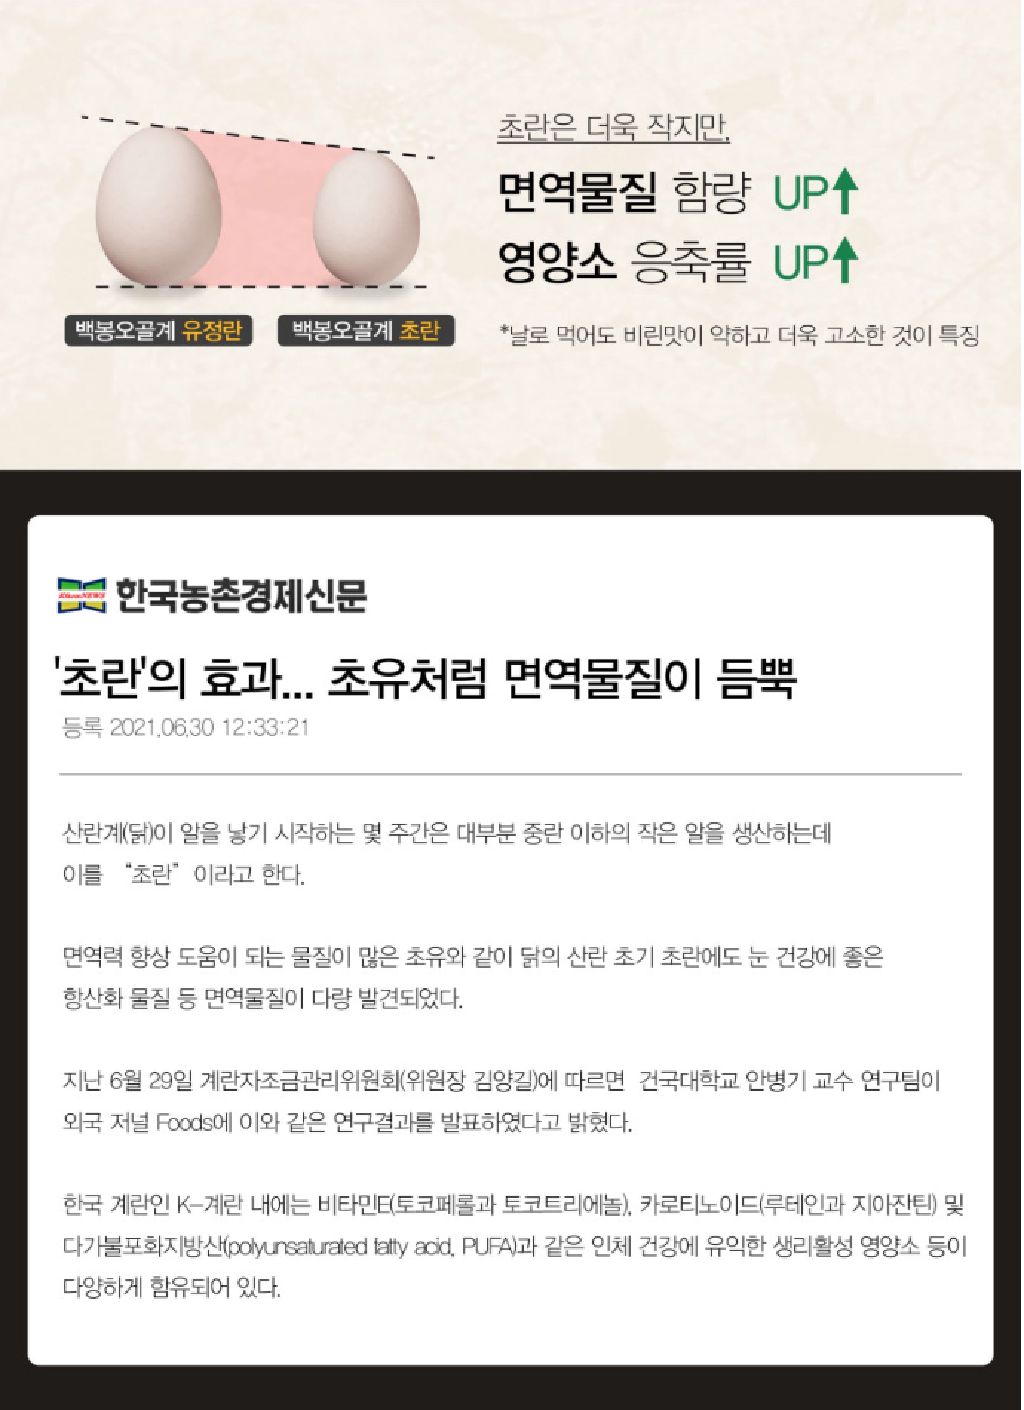 초란은 더욱 작지만,
면역물질 함량 UP
영양소 응축률 UP
백봉오골계 유정란
백봉오골계 초란
*날로 먹어도 비린맛이 약하고 더욱 고소한 것이 특징
한국농촌경제신문
'초란'의 효과... 초유처럼 면역물질이 듬뿍
등록 2021.06.30 12:33:21
산란계(닭)이 알을 낳기 시작하는 몇 주간은 대부분 중란 이하의 작은 알을 생산하는데
이를 “초란” 이라고 한다.
면역력 향상 도움이 되는 물질이 많은 초유와 같이 닭의 산란 초기 초란에도 눈 건강에 좋은
항산화 물질 등 면역물질이 다량 발견되었다.
지난 6월 29일 계란자조금관리위원회(위원장 김양길)에 따르면 건국대학교 안병기 교수 연구팀이
외국 저널 Foods에 이와 같은 연구결과를 발표하였다고 밝혔다.
한국 계란인 K-계란 내에는 비타민E(토코페롤과 토코트리에놀), 카로티노이드(루테인과 지아잔틴) 및
다가불포화지방산(polyunsaturated fatty acid, PUFA)과 같은 인체 건강에 유익한 생리활성 영양소 등이
다양하게 함유되어 있다.